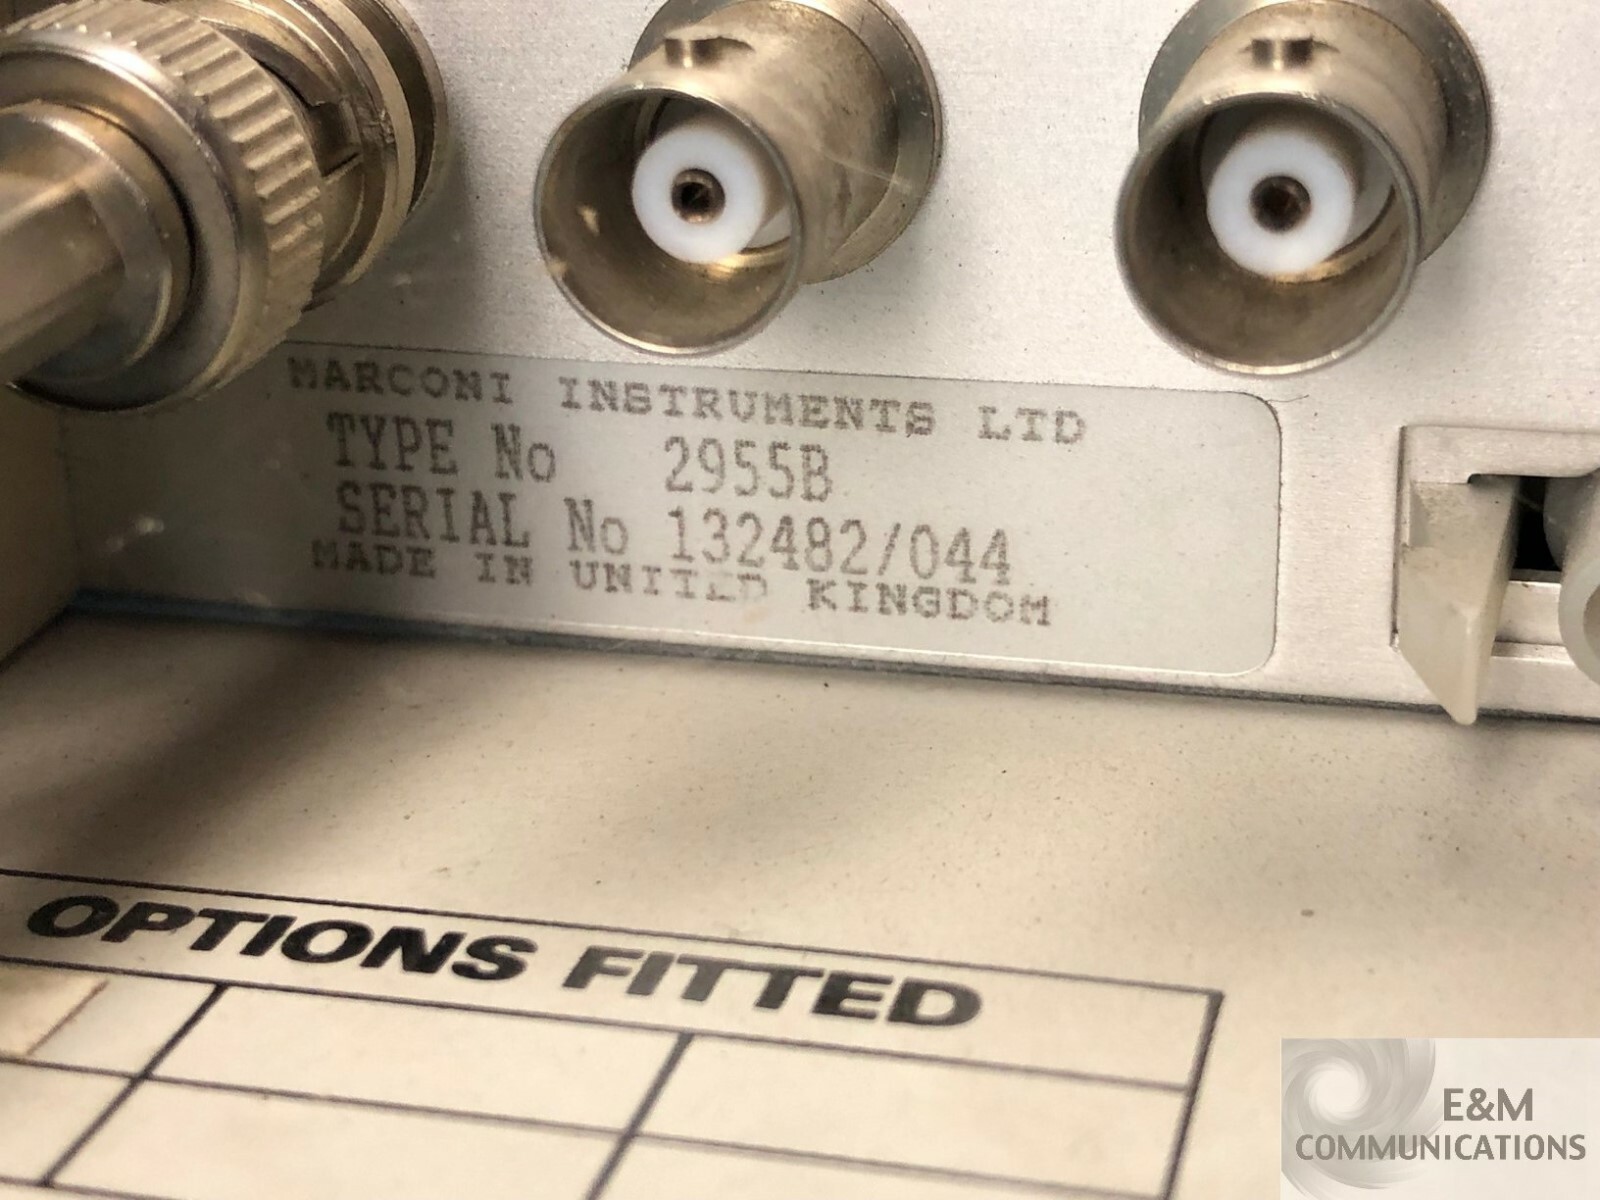 MARCONI INSTRUMENTS LTD
TYPE No 2955B
SERIAL No 132482/044
MADE IN UNITED KINGDOM
OPTIONS FITTED
E&M
COMMUNICATIONS